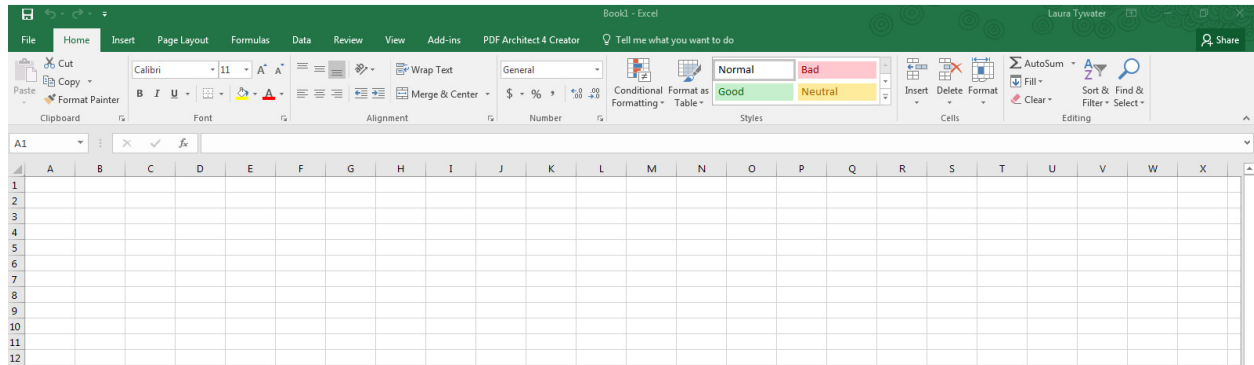 Book1 - Excel
Laura Tywater
File Home Insert Page Layout Formulas Data Review View Add-ins PDF Architect 4 Creator Tell me what you want to do Share
Paste
Cut
Copy
Format Painter
Clipboard
Calibri 11 A A
B I U A
Font
Wrap Text
Merge & Center
Alignment
General
$ % , .0 .00 .00 .0
Number
Conditional Formatting
Format as Table
Normal Bad
Good Neutral
Styles
Insert Delete Format
Cells
AutoSum
Fill
Clear
Sort & Filter
Find & Select
Editing
A1 fx
A B C D E F G H I J K L M N O P Q R S T U V W X
1
2
3
4
5
6
7
8
9
10
11
12